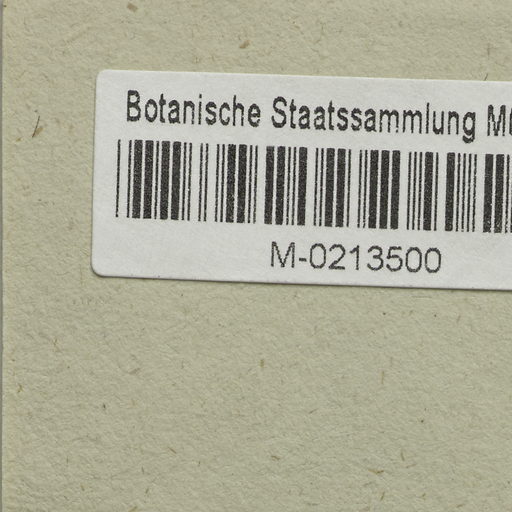 Botanische Staatssammlung
M-0213500